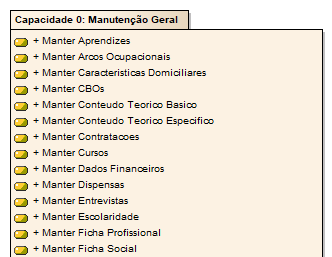 Capacidade 0: Manutenção Geral
+ Manter Aprendizes
+ Manter Arcos Ocupacionais
+ Manter Caracteristicas Domiciliares
+ Manter CBOs
+ Manter Conteudo Teorico Basico
+ Manter Conteudo Teorico Especifico
+ Manter Contratacoes
+ Manter Cursos
+ Manter Dados Financeiros
+ Manter Dispensas
+ Manter Entrevistas
+ Manter Escolaridade
+ Manter Ficha Profissional
+ Manter Ficha Social